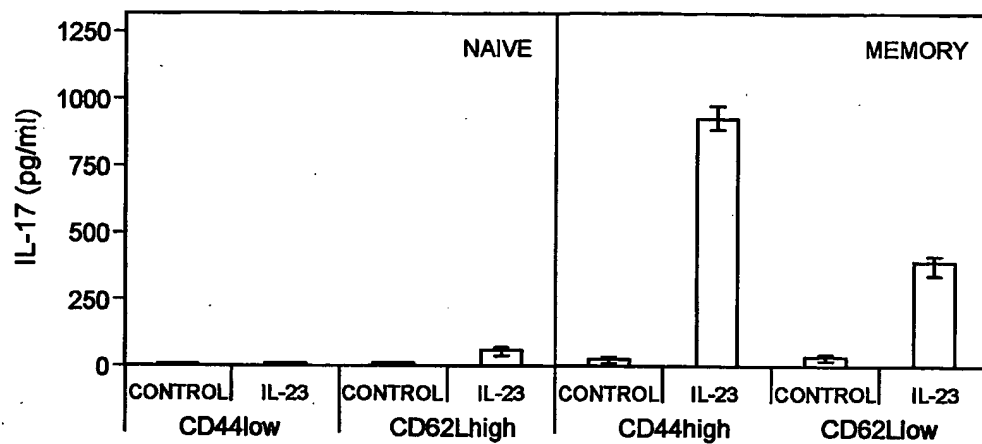 1250
NAIVE
MEMORY
1000
750
500
250
0
IL-17 (pg/ml)
CONTROL IL-23 CONTROL IL-23 CONTROL IL-23 CONTROL IL-23
CD44low CD62Lhigh CD44high CD62Llow